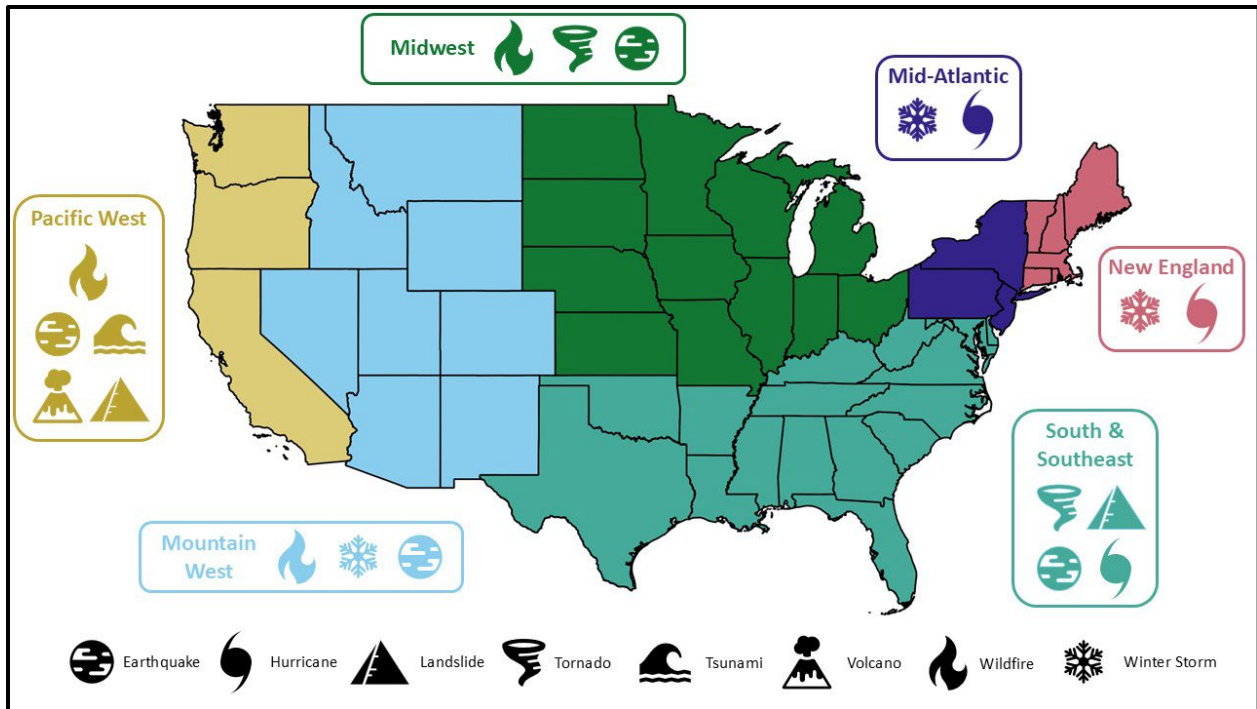 Midwest
Mid-Atlantic
Pacific West
New England
South &
Southeast
Mountain
West
Earthquake
Hurricane
Landslide
Tornado
Tsunami
Volcano
Wildfire
Winter Storm